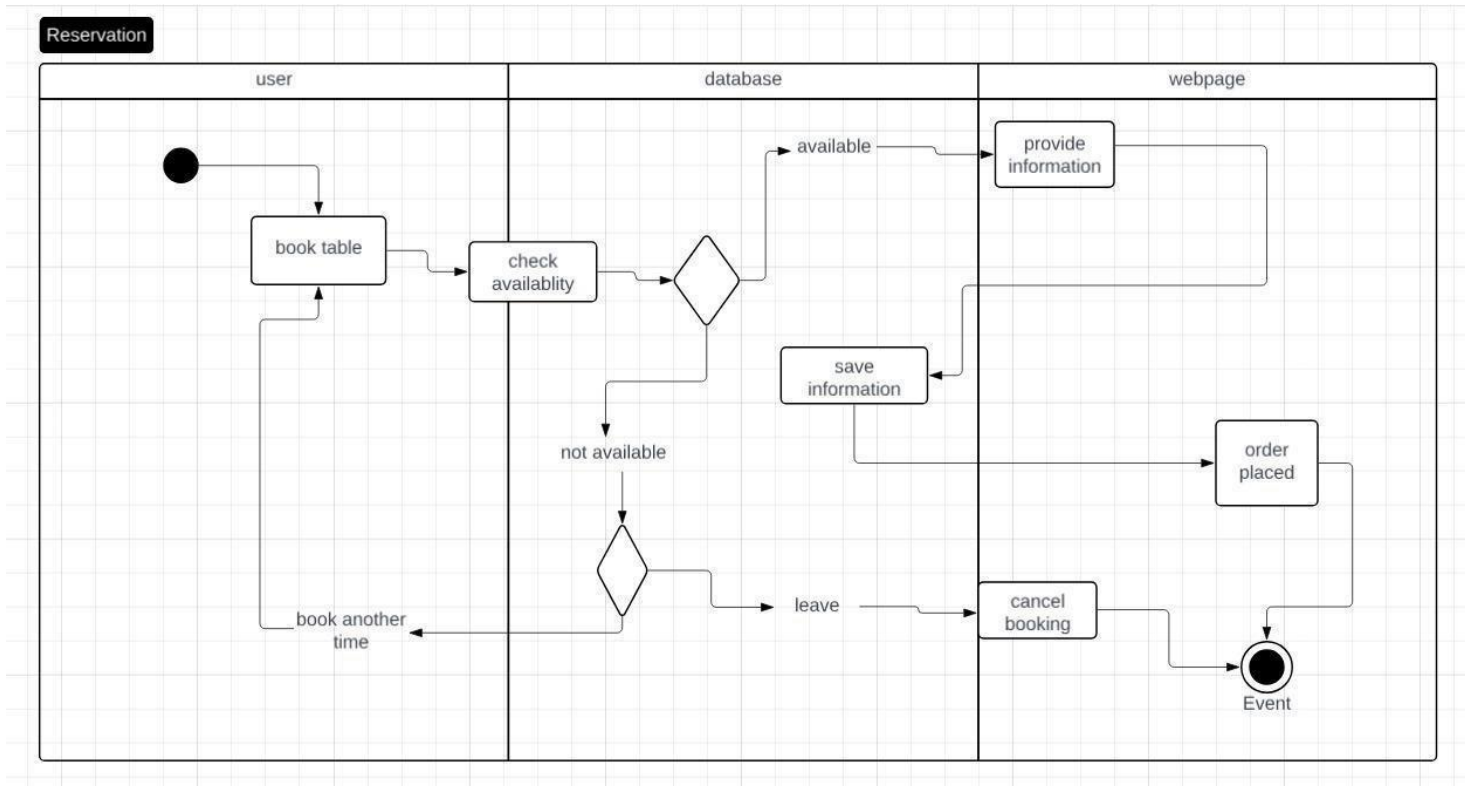 Reservation
user
database
webpage
available
provide
information
book table
check
availablity
save
information
not available
order
placed
leave
cancel
booking
book another
time
Event